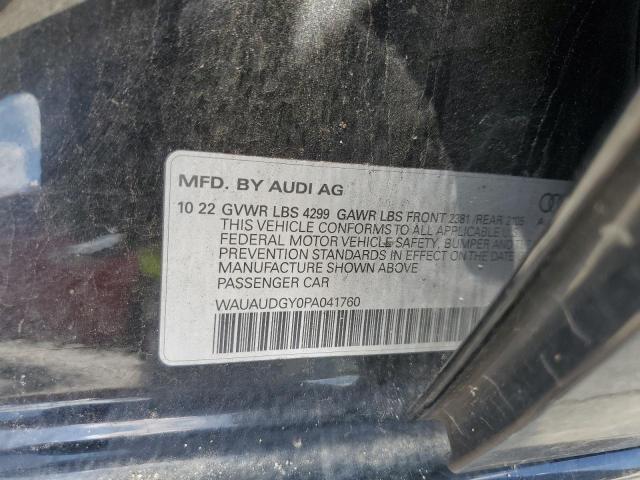 MFD. BY AUDI AG
10 22 GVWR LBS 4299 GAWR LBS FRONT 2381 /REAR 2105
THIS VEHICLE CONFORMS TO ALL APPLICABLE U.S.
FEDERAL MOTOR VEHICLE SAFETY, BUMPER AND
PREVENTION STANDARDS IN EFFECT ON THE DATE
MANUFACTURE SHOWN ABOVE
PASSENGER CAR
WAUAUDGY0PA041760